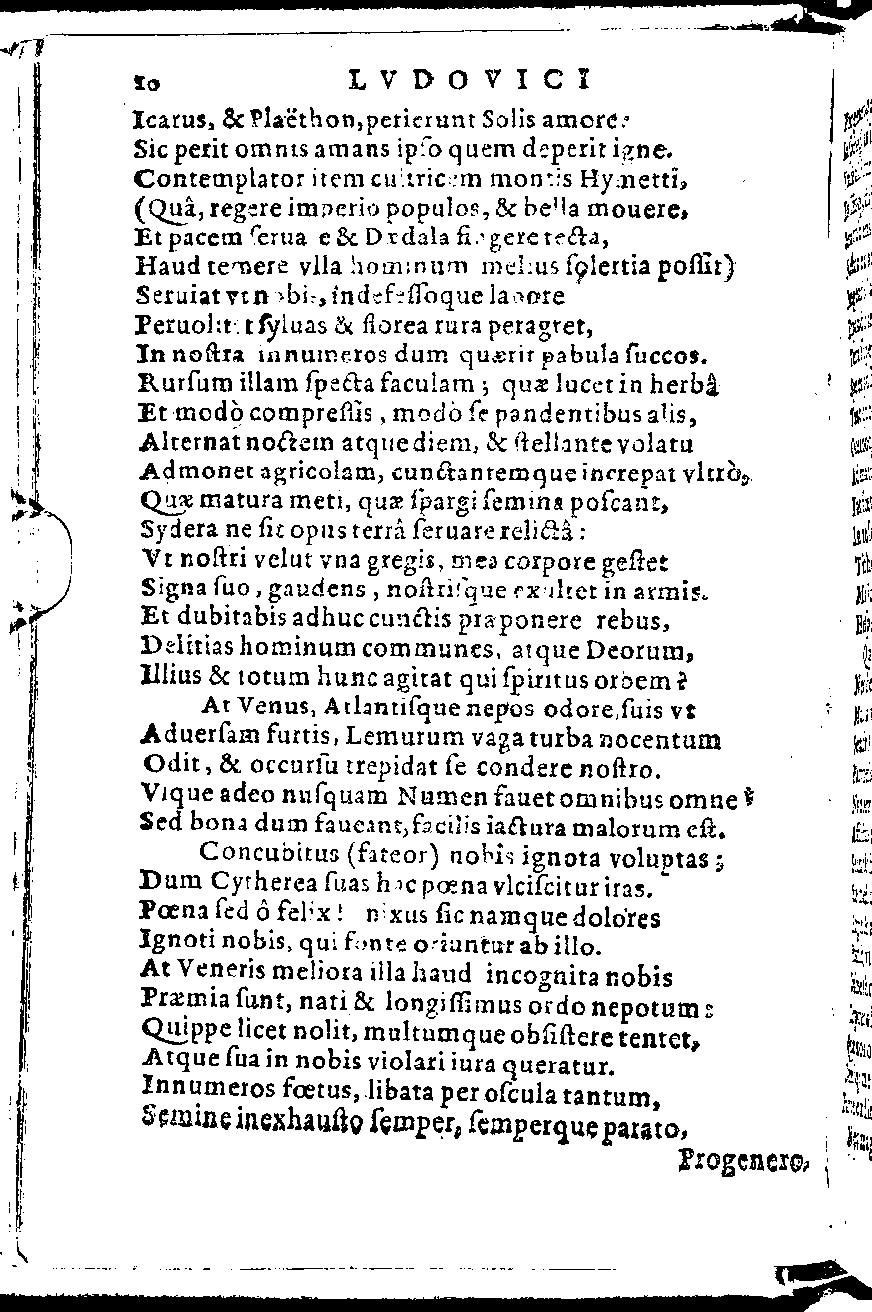 10 LVDOVICI
Icarus, & Plaëthon, perierunt Solis amore:
Sic perit omnis amans ipso quem deperit igne.
Contemplator item cultricem montis Hymetti,
(Quâ, regere imperio populos, & bella mouere,
Et pacem serua e & Dædala fingere tecta,
Haud temere vlla hominum melius solertia possit)
Seruiat vt nobis, indefessoque labore
Peruolitet syluas & florea rura peragret,
In nostra innumeros dum quærit pabula succos.
Rursum illam specta faculam; quæ lucet in herbâ
Et modò compressis, modò se pandentibus alis,
Alternat noctem atque diem, & stellante volatu
Admonet agricolam, cunctantemque increpat vltrò,
Quæ matura meti, quæ spargi semina poscant,
Sydera ne sit opus terrâ seruare relictâ:
Vt nostri velut vna gregis, mea corpore gestet
Signa suo, gaudens, nostrisque exultet in armis.
Et dubitabis adhuc cunctis præponere rebus,
Delitias hominum communes, atque Deorum,
Illius & totum hunc agitat qui spiritus orbem?
At Venus, Atlantisque nepos odore, suis vt
Aduersam furtis, Lemurum vaga turba nocentum
Odit, & occursu trepidat se condere nostro.
Vique adeo nusquam Numen fauet omnibus omne?
Sed bona dum faueant, facilis iactura malorum est.
Concubitus (fateor) nobis ignota voluptas;
Dum Cytherea suas hac pœna vlciscitur iras.
Pœna sed ô felix! nixus sic namque dolores
Ignoti nobis, qui fonte oriuntur ab illo.
At Veneris meliora illa haud incognita nobis
Præmia sunt, nati & longissimus ordo nepotum:
Quippe licet nolit, multumque obsistere tentet,
Atque sua in nobis violari iura queratur.
Innumeros fœtus, libata per oscula tantum,
Semine inexhausto semper, semperque parato,
Progenero,